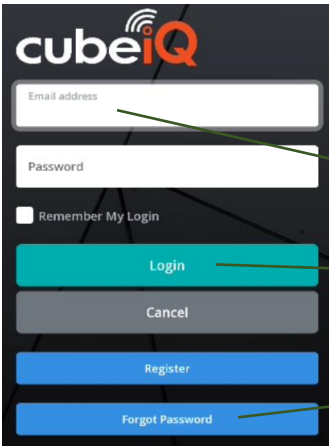 cubeiQ
Email address
Password
Remember My Login
Login
Cancel
Register
Forgot Password